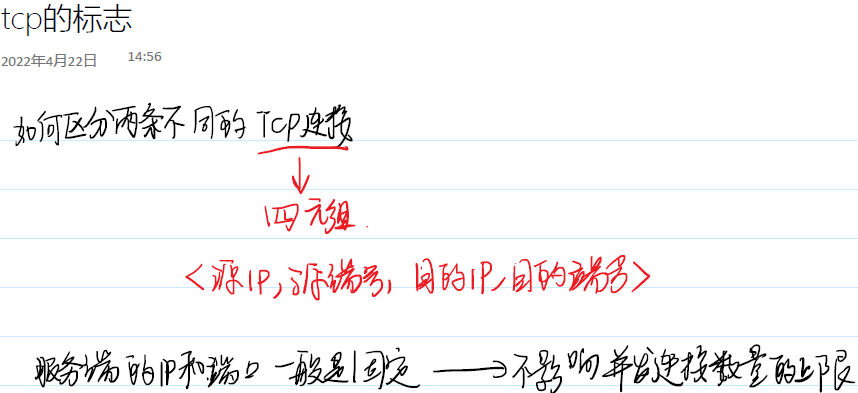 tcp的标志
2022年4月22日 14:56
如何区分两条不同的TCP连接
四元组.
<源IP,源端号,目的IP,目的端号>
服务端的IP和端口一般是固定 → 不影响并发连接数量的上限